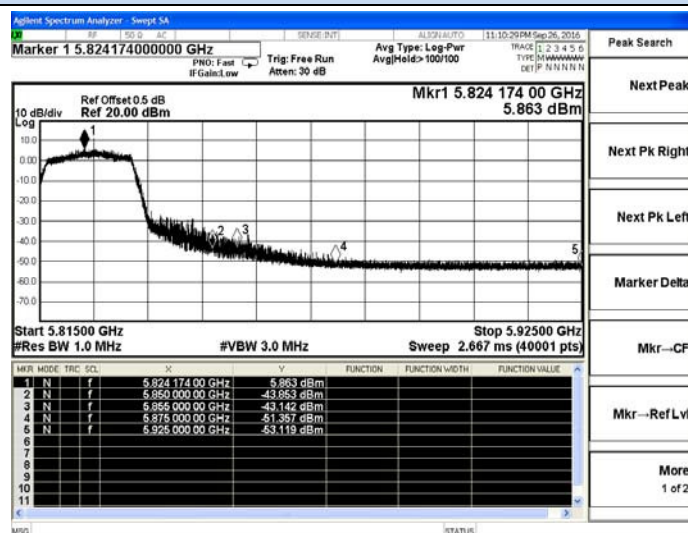 Agilent Spectrum Analyzer - Swept SA
RF 50 Ω AC SENSE:INT ALIGN AUTO 11:10:29 PM Sep 26, 2016
Marker 1 5.824174000000 GHz
PNO: Fast
IFGain:Low
Trig: Free Run
Atten: 30 dB
Avg Type: Log-Pwr
Avg|Hold:>100/100
TRACE 1 2 3 4 5 6
TYPE M
DET P N N N N N
Peak Search
Mkr1 5.824 174 00 GHz
5.863 dBm
Ref Offset 0.5 dB
10 dB/div Ref 20.00 dBm
Log
10.0
0.00
-10.0
-20.0
-30.0
-40.0
-50.0
-60.0
-70.0
1
2
3
4
5
Start 5.81500 GHz Stop 5.92500 GHz
#Res BW 1.0 MHz #VBW 3.0 MHz Sweep 2.667 ms (40001 pts)
MKR MODE TRC SCL X Y FUNCTION FUNCTION WIDTH FUNCTION VALUE
1 N f 5.824 174 00 GHz 5.863 dBm
2 N f 5.850 000 00 GHz -43.853 dBm
3 N f 5.855 000 00 GHz -43.142 dBm
4 N f 5.875 000 00 GHz -51.357 dBm
5 N f 5.925 000 00 GHz -53.119 dBm
6
7
8
9
10
11
MSG STATUS
Next Peak
Next Pk Right
Next Pk Left
Marker Delta
Mkr→CF
Mkr→Ref Lvl
More
1 of 2